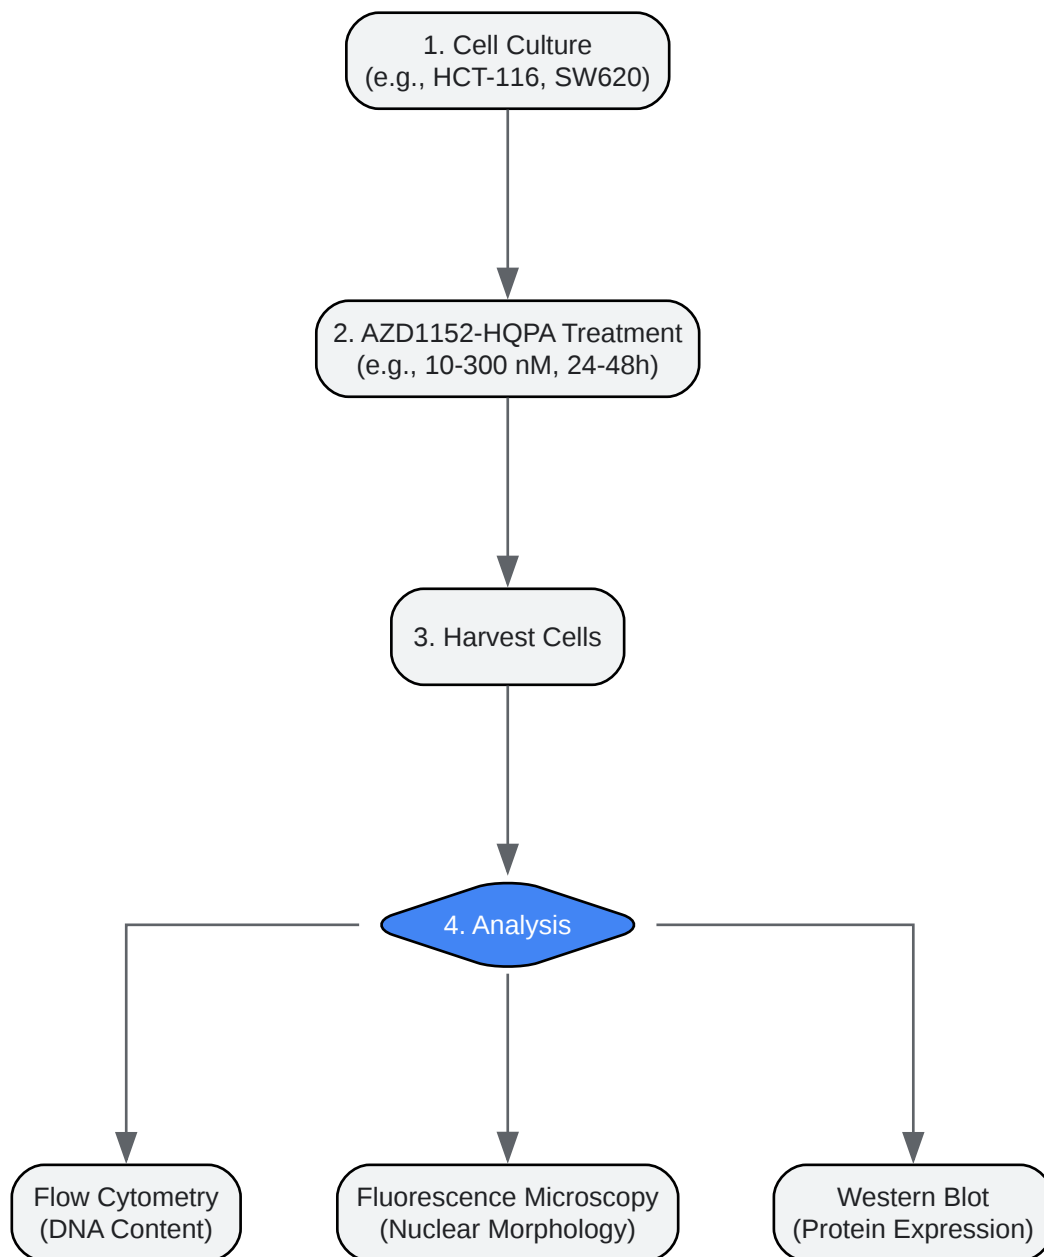 1. Cell Culture
(e.g., HCT-116, SW620)
2. AZD1152-HQPA Treatment
(e.g., 10-300 nM, 24-48h)
3. Harvest Cells
4. Analysis
Flow Cytometry
(DNA Content)
Fluorescence Microscopy
(Nuclear Morphology)
Western Blot
(Protein Expression)